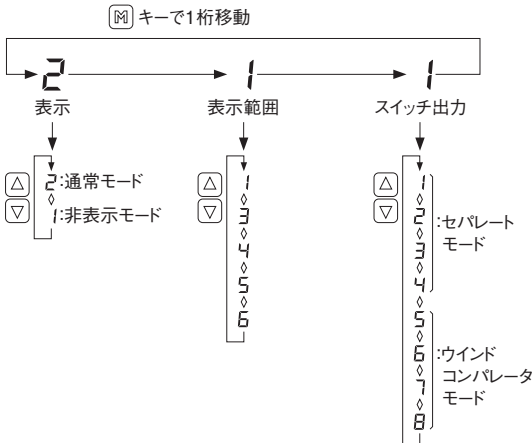 M キーで1桁移動
2 1 1
表示 表示範囲 スイッチ出力
2:通常モード
1:非表示モード
1
3
4
5
6
1
2
3
4
:セパレート
モード
5
6
7
8
:ウインド
コンパレータ
モード